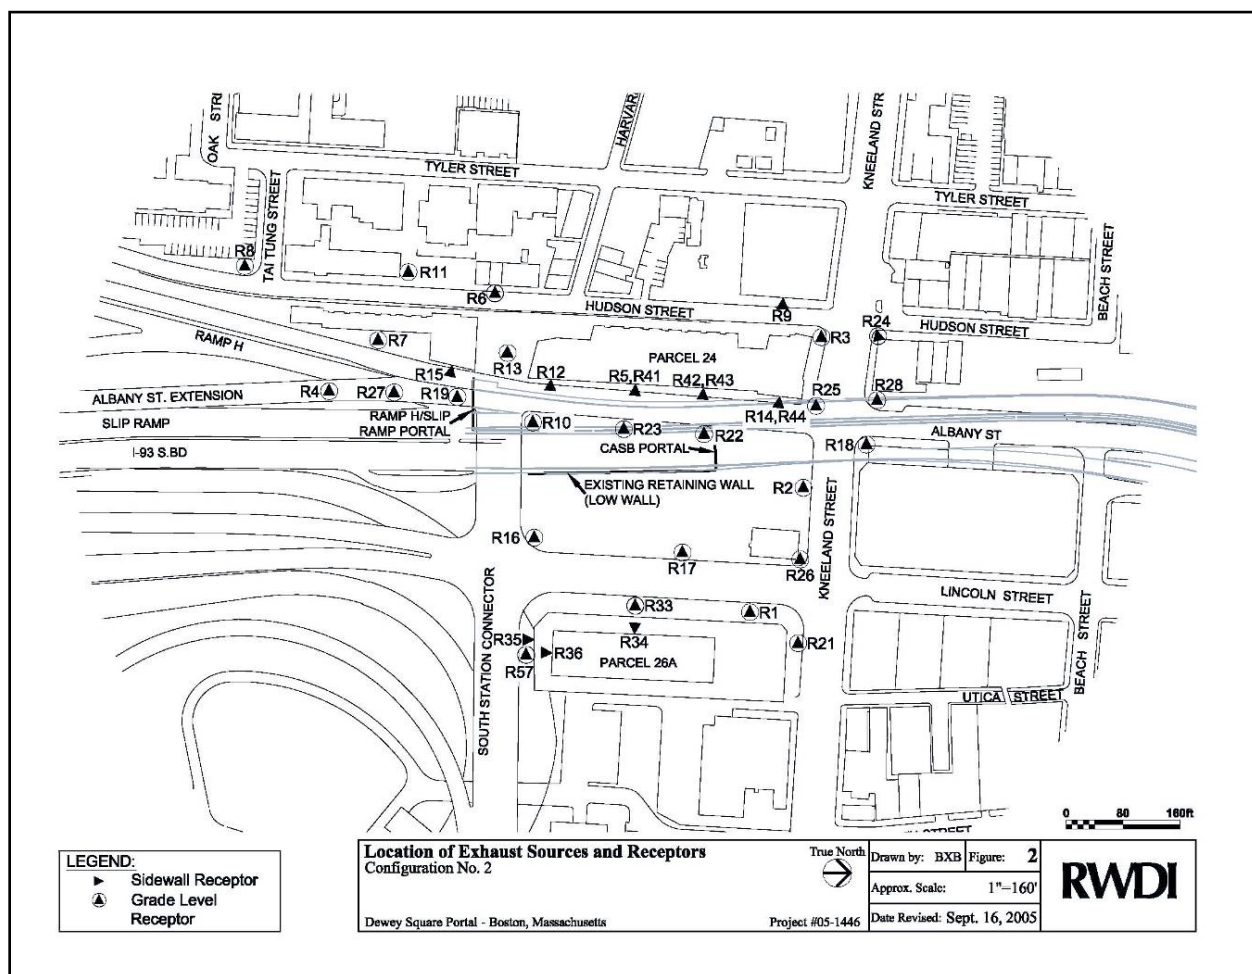 OAK STRE
HARVAR
KNEELAND STR
TYLER STREET
TYLER STREET
TAI TUNG STREET
BEACH STREET
R8
R11
R6
HUDSON STREET
R9
R24
HUDSON STREET
RAMP H
R7
R13
PARCEL 24
R3
R15
R12
R5,R41
R42,R43
R4
R27
R19
R25
R28
ALBANY ST. EXTENSION
SLIP RAMP
RAMP H/SLIP
RAMP PORTAL
R10
R23
R22
R14,R44
ALBANY ST
I-93 S.BD
CASB PORTAL
R18
EXISTING RETAINING WALL
(LOW WALL)
R2
KNEELAND STREET
R16
R17
R26
LINCOLN STREET
SOUTH STATION CONNECTOR
R33
R1
BEACH STREET
R35
R34
R21
R36
R57
PARCEL 26A
UTICA STREET
STREET
0 80 160ft
LEGEND:
Sidewall Receptor
Grade Level
Receptor
Location of Exhaust Sources and Receptors
Configuration No. 2
True North
Dewey Square Portal - Boston, Massachusetts
Project #05-1446
Drawn by: BXB Figure: 2
Approx. Scale: 1"=160'
Date Revised: Sept. 16, 2005
RWDI